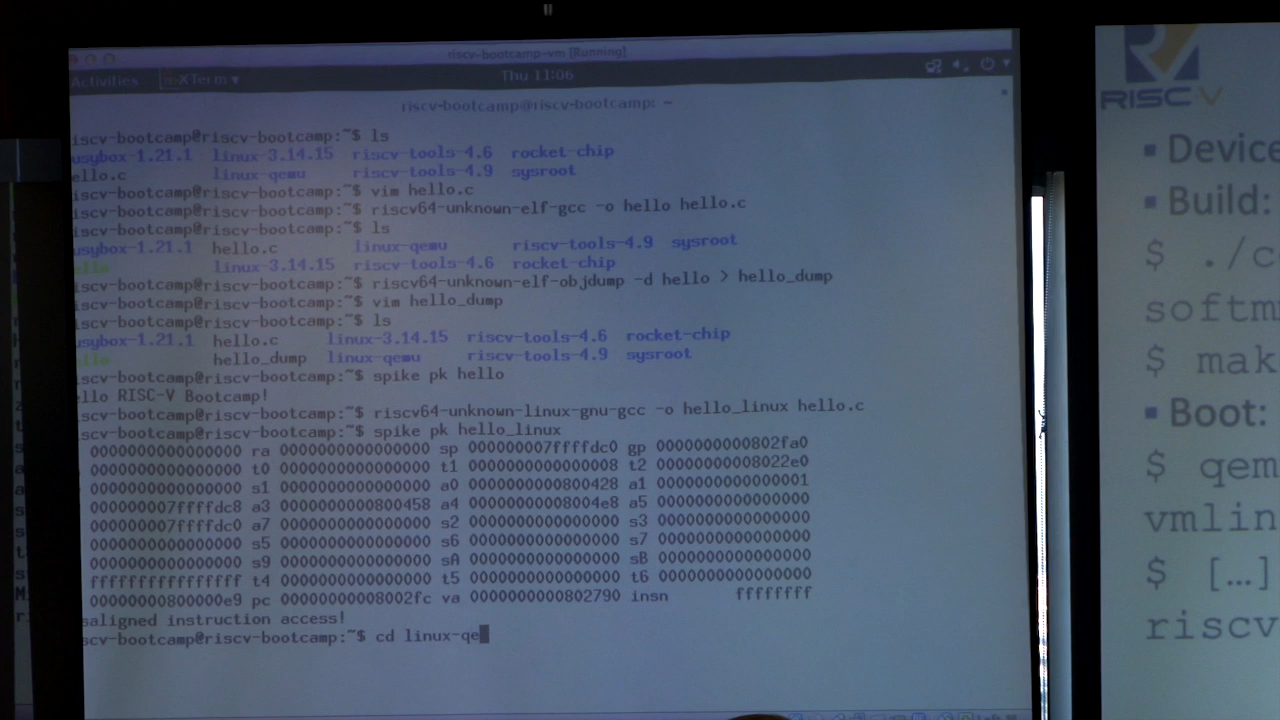 riscv-bootcamp-vm [Running]
Activities XTerm ▾ Thu 11:06
riscv-bootcamp@riscv-bootcamp: ~
iscv-bootcamp@riscv-bootcamp:~$ ls
usybox-1.21.1 linux-3.14.15 riscv-tools-4.6 rocket-chip
ello.c linux-qemu riscv-tools-4.9 sysroot
iscv-bootcamp@riscv-bootcamp:~$ vim hello.c
iscv-bootcamp@riscv-bootcamp:~$ riscv64-unknown-elf-gcc -o hello hello.c
iscv-bootcamp@riscv-bootcamp:~$ ls
usybox-1.21.1 hello.c linux-qemu riscv-tools-4.9 sysroot
ello linux-3.14.15 riscv-tools-4.6 rocket-chip
iscv-bootcamp@riscv-bootcamp:~$ riscv64-unknown-elf-objdump -d hello > hello_dump
iscv-bootcamp@riscv-bootcamp:~$ vim hello_dump
iscv-bootcamp@riscv-bootcamp:~$ ls
usybox-1.21.1 hello.c linux-3.14.15 riscv-tools-4.6 rocket-chip
ello hello_dump linux-qemu riscv-tools-4.9 sysroot
iscv-bootcamp@riscv-bootcamp:~$ spike pk hello
llo RISC-V Bootcamp!
iscv-bootcamp@riscv-bootcamp:~$ riscv64-unknown-linux-gnu-gcc -o hello_linux hello.c
iscv-bootcamp@riscv-bootcamp:~$ spike pk hello_linux
0000000000000000 ra 0000000000000000 sp 000000007ffffdc0 gp 0000000000802fa0
0000000000000000 t0 0000000000000000 t1 0000000000000008 t2 00000000008022e0
0000000000000000 s1 0000000000000000 a0 0000000000800428 a1 0000000000000001
000000007ffffdc8 a3 0000000000800458 a4 00000000008004e8 a5 0000000000000000
000000007ffffdc0 a7 0000000000000000 s2 0000000000000000 s3 0000000000000000
0000000000000000 s5 0000000000000000 s6 0000000000000000 s7 0000000000000000
0000000000000000 s9 0000000000000000 sA 0000000000000000 sB 0000000000000000
ffffffffffffffff t4 0000000000000000 t5 0000000000000000 t6 0000000000000000
00000000800000e9 pc 00000000008002fc va 0000000000802790 insn ffffffff
saligned instruction access!
scv-bootcamp@riscv-bootcamp:~$ cd linux-qe
RISC-V
▪ Device
▪ Build:
$ ./c
softm
$ mak
▪ Boot:
$ qem
vmlin
$ […]
riscv